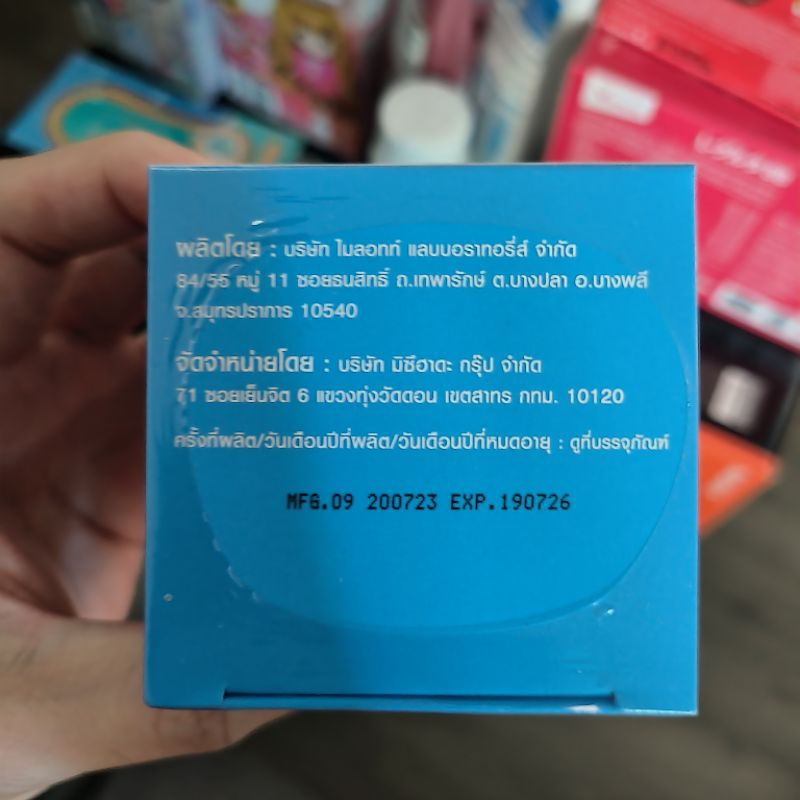 ผลิตโดย : บริษัท ไมลอทท์ แลบบอราทอรี่ส์ จำกัด
84/55 หมู่ 11 ซอยธนสิทธิ์ ถ.เทพารักษ์ ต.บางปลา อ.บางพลี
จ.สมุทรปราการ 10540
จัดจำหน่ายโดย : บริษัท มิซึฮาดะ กรุ๊ป จำกัด
71 ซอยเย็นจิต 6 แขวงทุ่งวัดดอน เขตสาทร กทม. 10120
ครั้งที่ผลิต/วันเดือนปีที่ผลิต/วันเดือนปีที่หมดอายุ : ดูที่บรรจุภัณฑ์
MFG.09 200723 EXP.190726